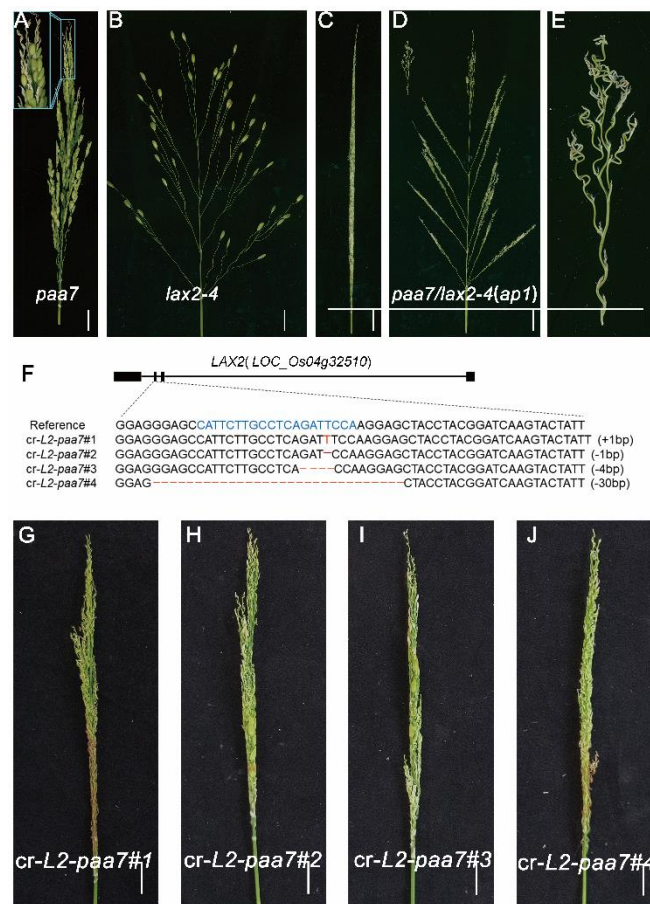 A
B
C
D
E
paa7
lax2-4
paa7/lax2-4(ap1)
F
LAX2(LOC_Os04g32510)
Reference GGAGGGAGCCATTCTTGCCTCAGATTCCAAGGAGCTACCTACGGATCAAGTACTATT
cr-L2-paa7#1 GGAGGGAGCCATTCTTGCCTCAGATTTCCAAGGAGCTACCTACGGATCAAGTACTATT (+1bp)
cr-L2-paa7#2 GGAGGGAGCCATTCTTGCCTCAGAT-CCAAGGAGCTACCTACGGATCAAGTACTATT (-1bp)
cr-L2-paa7#3 GGAGGGAGCCATTCTTGCCTCA----CCAAGGAGCTACCTACGGATCAAGTACTATT (-4bp)
cr-L2-paa7#4 GGAG------------------------------CTACCTACGGATCAAGTACTATT (-30bp)
G
H
I
J
cr-L2-paa7#1
cr-L2-paa7#2
cr-L2-paa7#3
cr-L2-paa7#4